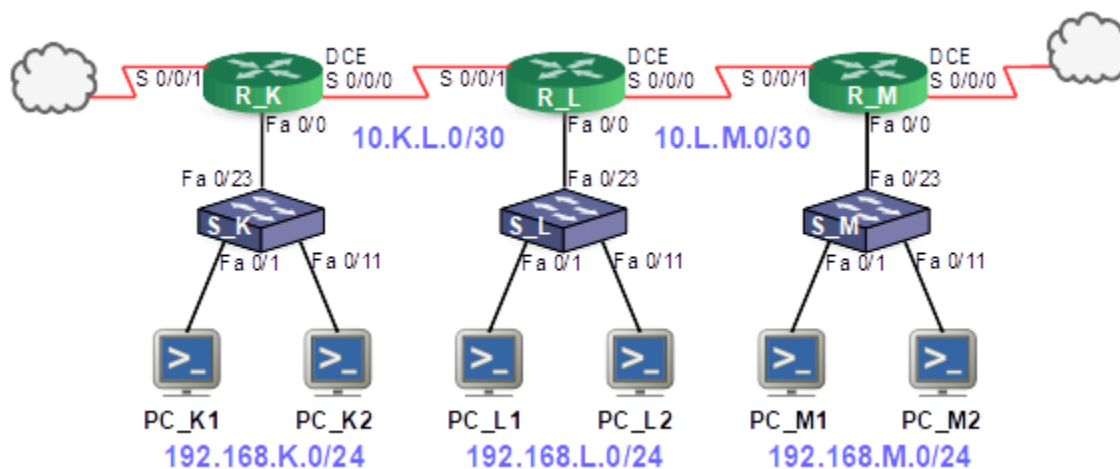 DCE
DCE
S 0/0/1
S 0/0/0
S 0/0/1
S 0/0/0
S 0/0/1
S 0/0/0
DCE
R_K
R_L
R_M
Fa 0/0
10.K.L.0/30
Fa 0/0
10.L.M.0/30
Fa 0/0
Fa 0/23
Fa 0/23
Fa 0/23
S_K
S_L
S_M
Fa 0/1
Fa 0/11
Fa 0/1
Fa 0/11
Fa 0/1
Fa 0/11
>_
>_
>_
>_
>_
>_
PC_K1
PC_K2
PC_L1
PC_L2
PC_M1
PC_M2
192.168.K.0/24
192.168.L.0/24
192.168.M.0/24